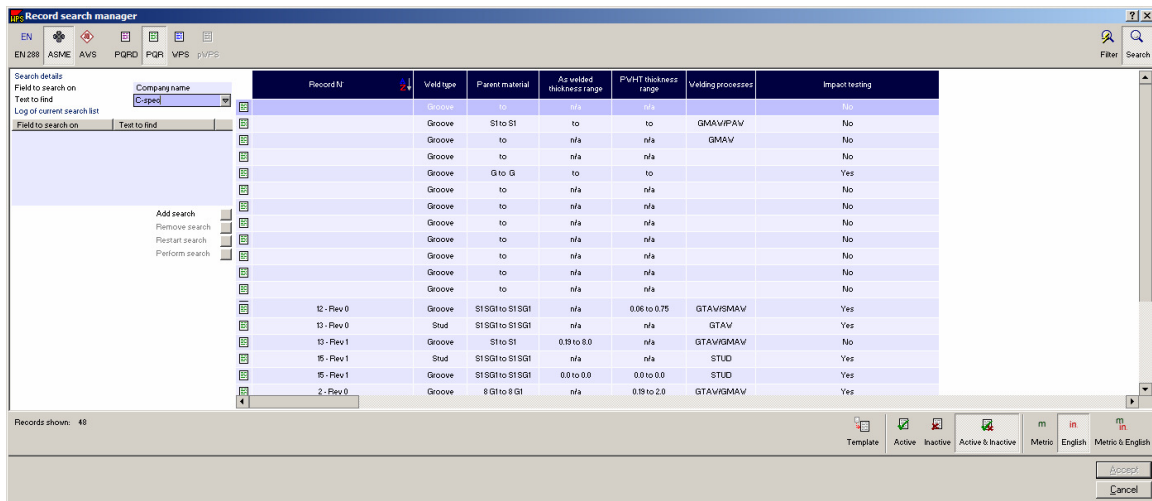 WPS Record search manager
EN
EN 288 ASME AWS PQRD PQR WPS pWPS Filter Search
Search details
Field to search on Company name
Text to find C-spec
Log of current search list
Field to search on Text to find
Add search
Remove search
Restart search
Perform search
Record N° Weld type Parent material As welded thickness range PWHT thickness range Welding processes Impact testing
Groove to n/a n/a No
Groove S1 to S1 to to GMAW/PAW No
Groove to n/a n/a GMAW No
Groove to n/a n/a No
Groove G to G to to Yes
Groove to n/a n/a No
Groove to n/a n/a No
Groove to n/a n/a No
Groove to n/a n/a No
Groove to n/a n/a No
Groove to n/a n/a No
Groove to n/a n/a No
12 - Rev 0 Groove S1 SG1 to S1 SG1 n/a 0.06 to 0.75 GTAW/SMAW Yes
13 - Rev 0 Stud S1 SG1 to S1 SG1 n/a n/a GTAW Yes
13 - Rev 1 Groove S1 to S1 0.19 to 8.0 n/a GTAW/GMAW No
15 - Rev 1 Stud S1 SG1 to S1 SG1 n/a n/a STUD Yes
15 - Rev 1 Groove S1 SG1 to S1 SG1 0.0 to 0.0 0.0 to 0.0 STUD Yes
2 - Rev 0 Groove 8 G1 to 8 G1 n/a 0.19 to 2.0 GTAW/GMAW Yes
Records shown: 48
m in. m in.
Template Active Inactive Active & Inactive Metric English Metric & English
Accept
Cancel